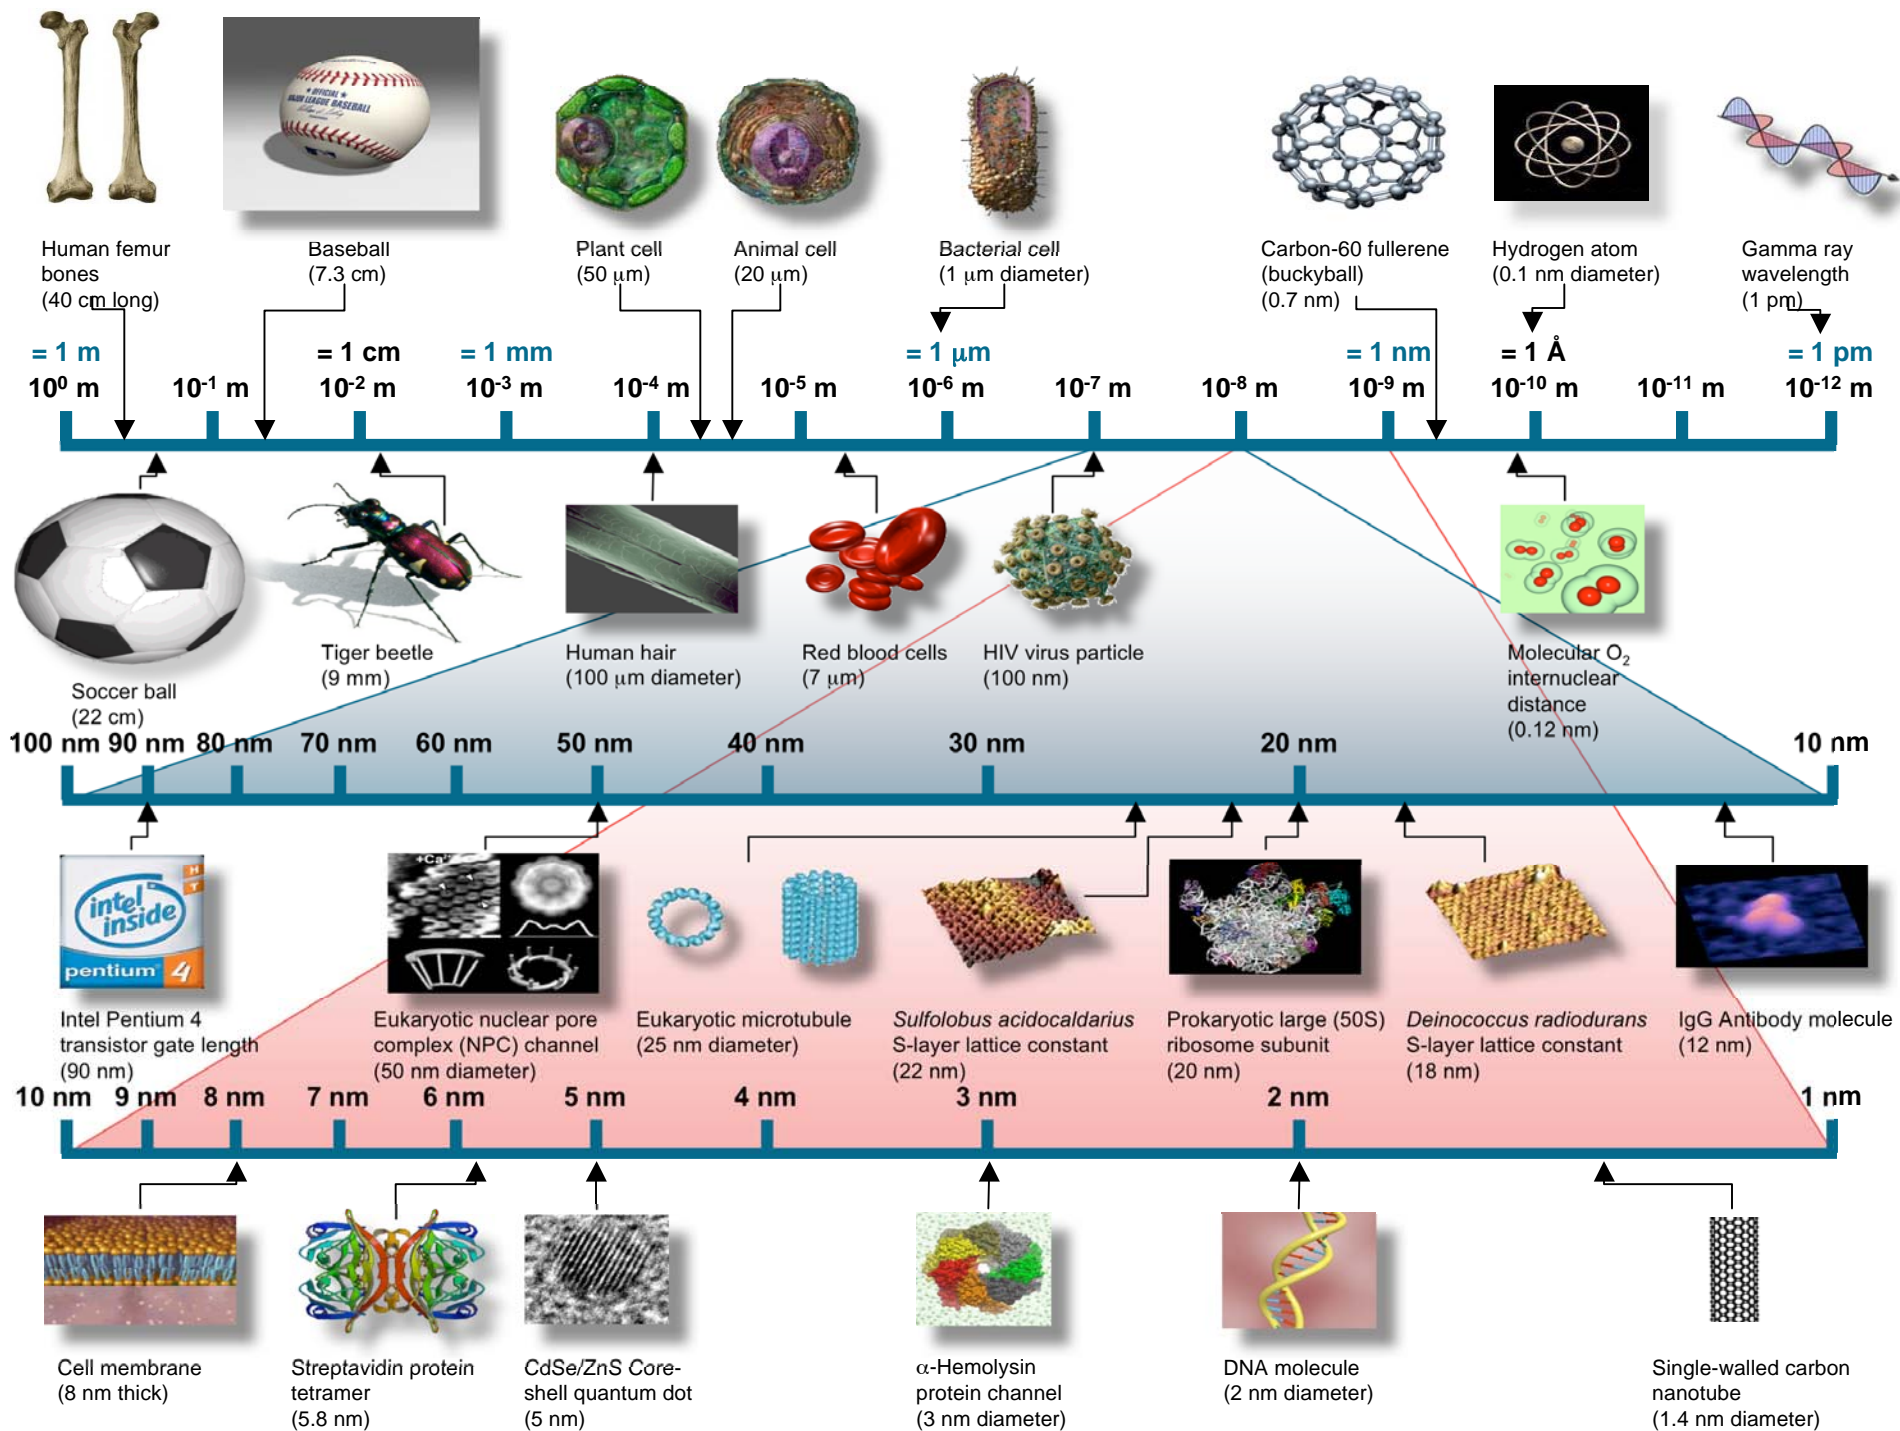 OFFICIAL
MAJOR LEAGUE BASEBALL
Human femur
bones
(40 cm long)
Baseball
(7.3 cm)
Plant cell
(50 μm)
Animal cell
(20 μm)
Bacterial cell
(1 μm diameter)
Carbon-60 fullerene
(buckyball)
(0.7 nm)
Hydrogen atom
(0.1 nm diameter)
Gamma ray
wavelength
(1 pm)
= 1 m
= 1 cm
= 1 mm
= 1 μm
= 1 nm
= 1 Å
= 1 pm
10⁰ m
10⁻¹ m
10⁻² m
10⁻³ m
10⁻⁴ m
10⁻⁵ m
10⁻⁶ m
10⁻⁷ m
10⁻⁸ m
10⁻⁹ m
10⁻¹⁰ m
10⁻¹¹ m
10⁻¹² m
Soccer ball
(22 cm)
Tiger beetle
(9 mm)
Human hair
(100 μm diameter)
Red blood cells
(7 μm)
HIV virus particle
(100 nm)
Molecular O₂
internuclear
distance
(0.12 nm)
100 nm
90 nm
80 nm
70 nm
60 nm
50 nm
40 nm
30 nm
20 nm
10 nm
intel
inside
HT
pentium 4
+Ca²⁺
Intel Pentium 4
transistor gate length
(90 nm)
Eukaryotic nuclear pore
complex (NPC) channel
(50 nm diameter)
Eukaryotic microtubule
(25 nm diameter)
Sulfolobus acidocaldarius
S-layer lattice constant
(22 nm)
Prokaryotic large (50S)
ribosome subunit
(20 nm)
Deinococcus radiodurans
S-layer lattice constant
(18 nm)
IgG Antibody molecule
(12 nm)
10 nm
9 nm
8 nm
7 nm
6 nm
5 nm
4 nm
3 nm
2 nm
1 nm
Cell membrane
(8 nm thick)
Streptavidin protein
tetramer
(5.8 nm)
CdSe/ZnS Core-
shell quantum dot
(5 nm)
α-Hemolysin
protein channel
(3 nm diameter)
DNA molecule
(2 nm diameter)
Single-walled carbon
nanotube
(1.4 nm diameter)